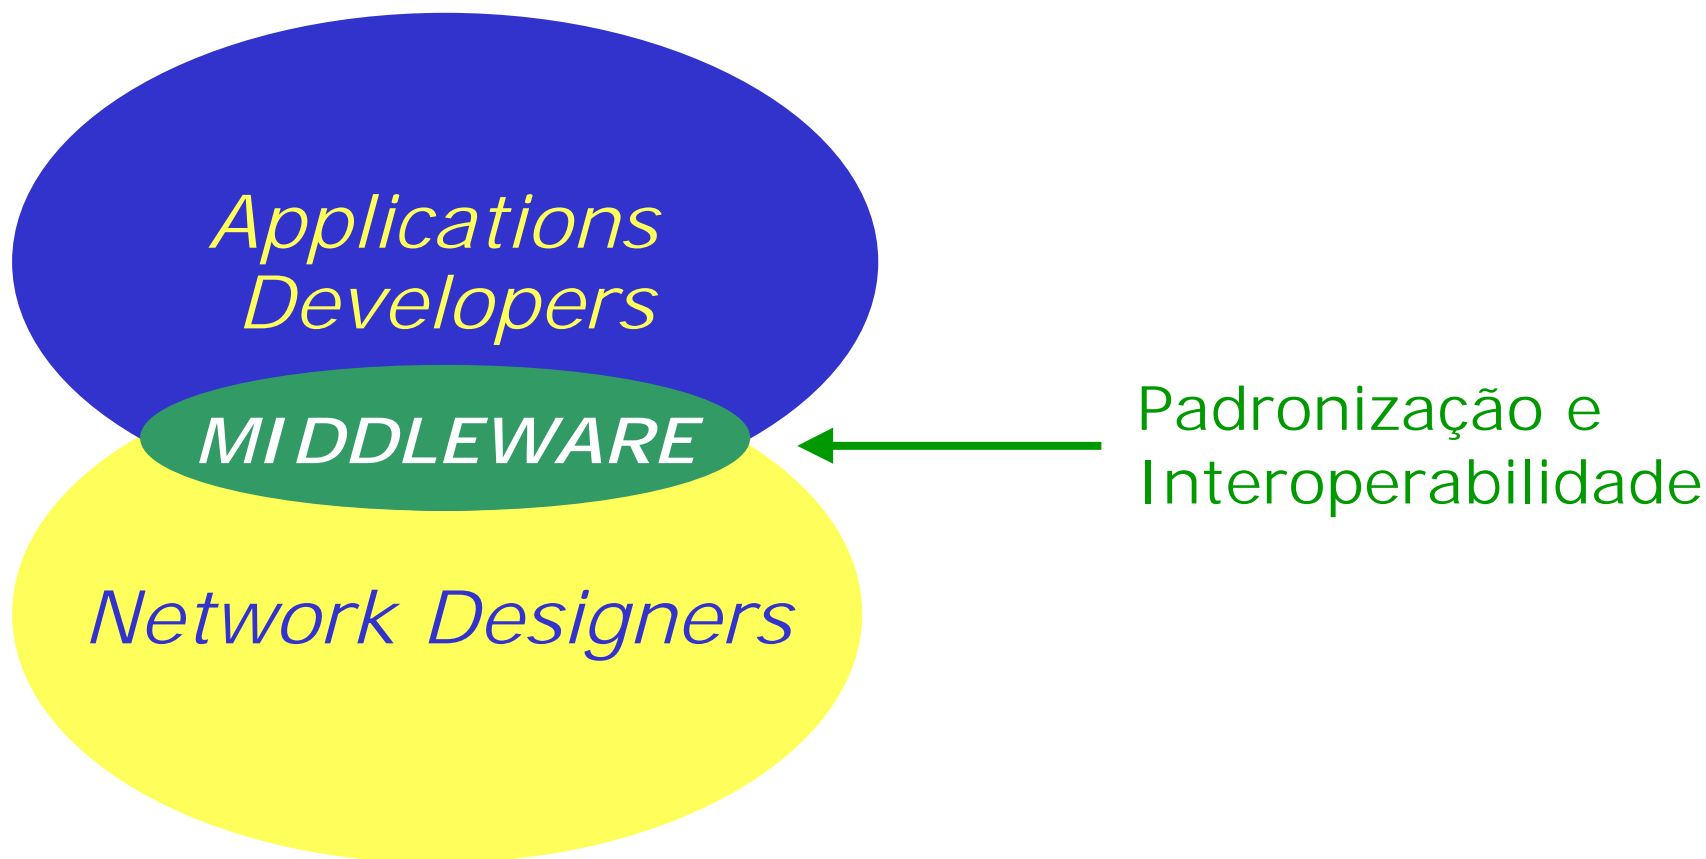 Applications
Developers
MIDDLEWARE
Padronização e
Interoperabilidade
Network Designers